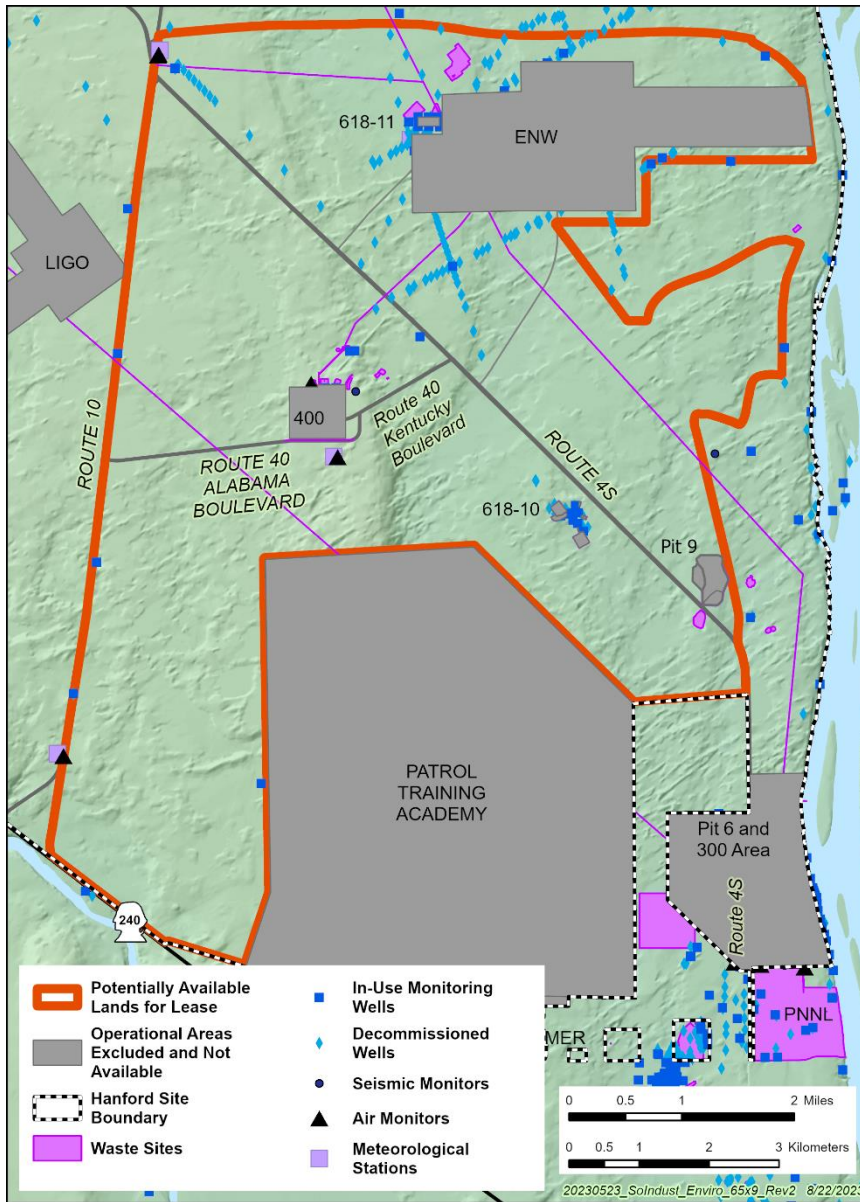 618-11
ENW
LIGO
ROUTE 10
400
Route 40
Kentucky
Boulevard
ROUTE 40
ALABAMA
BOULEVARD
ROUTE 4S
618-10
Pit 9
PATROL
TRAINING
ACADEMY
Pit 6 and
300 Area
Route 4S
240
MER
PNNL
Potentially Available
Lands for Lease
Operational Areas
Excluded and Not
Available
Hanford Site
Boundary
Waste Sites
In-Use Monitoring
Wells
Decommissioned
Wells
Seismic Monitors
Air Monitors
Meteorological
Stations
0 0.5 1 2 Miles
0 0.5 1 2 3 Kilometers
20230523_SoIndust_Enviro_65x9_Rev2 8/22/2023